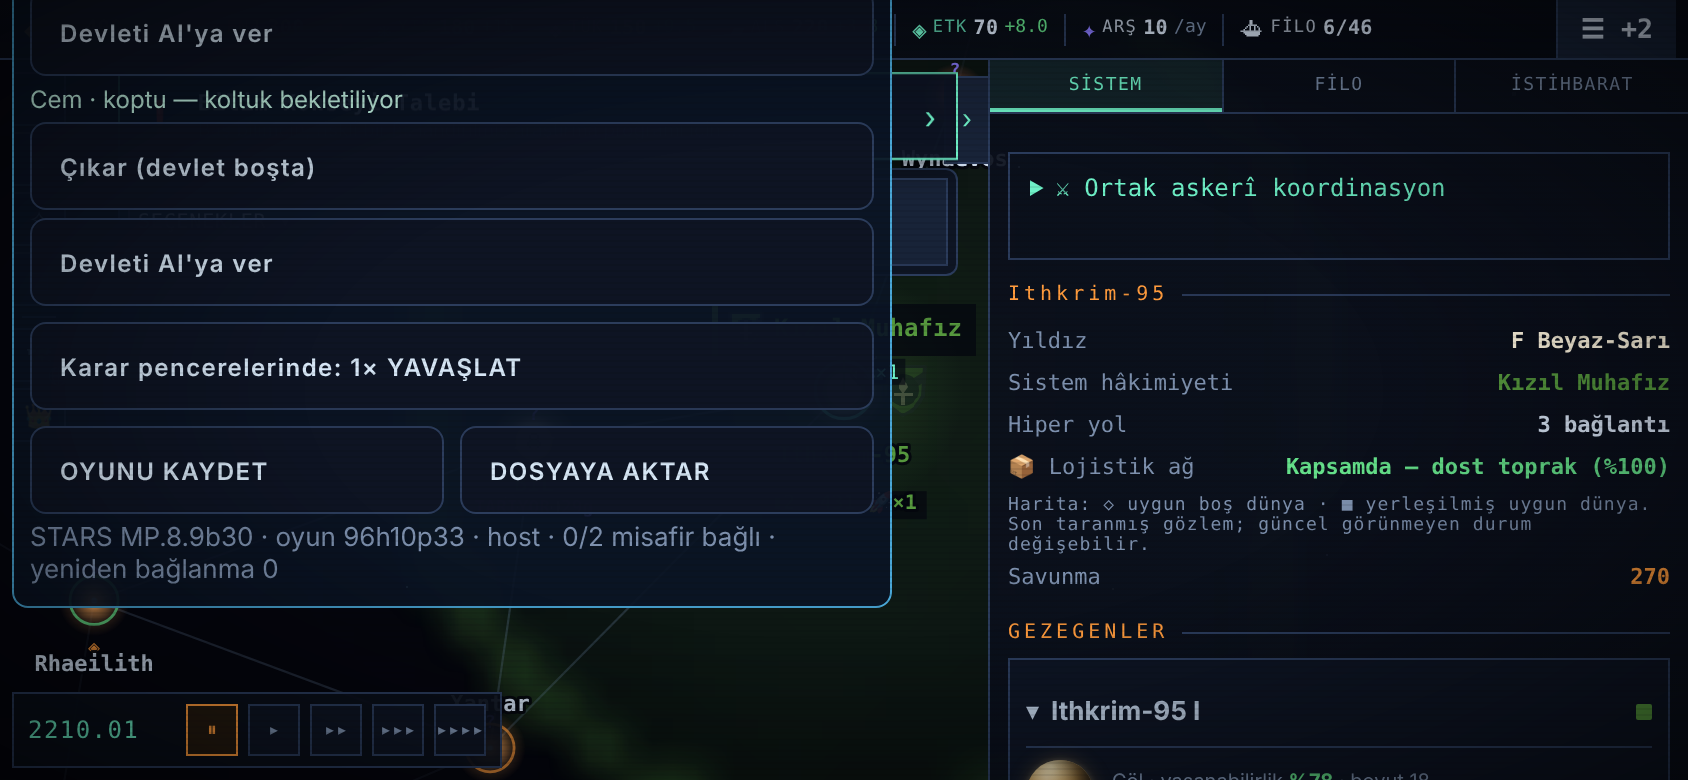 Devleti AI'ya ver
Cem · koptu — koltuk bekletiliyor
Çıkar (devlet boşta)
Devleti AI'ya ver
Karar pencerelerinde: 1× YAVAŞLAT
OYUNU KAYDET
DOSYAYA AKTAR
STARS MP.8.9b30 · oyun 96h10p33 · host · 0/2 misafir bağlı ·
yeniden bağlanma 0
Rhaeilith
2210.01
ETK 70 +8.0
ARŞ 10 /ay
FİLO 6/46
☰ +2
SİSTEM
FİLO
İSTİHBARAT
▶ ⚔ Ortak askerî koordinasyon
Ithkrim-95
Yıldız F Beyaz-Sarı
Sistem hâkimiyeti Kızıl Muhafız
Hiper yol 3 bağlantı
📦 Lojistik ağ Kapsamda — dost toprak (%100)
Harita: ◇ uygun boş dünya · ■ yerleşilmiş uygun dünya.
Son taranmış gözlem; güncel görünmeyen durum
değişebilir.
Savunma 270
GEZEGENLER
▼ Ithkrim-95 I